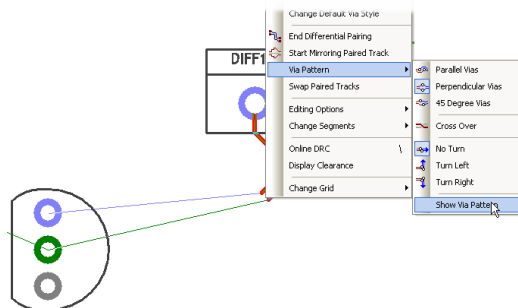 Change Default Via Style
End Differential Pairing
Start Mirroring Paired Track
DIFF1
Via Pattern
Parallel Vias
Swap Paired Tracks
Perpendicular Vias
45 Degree Vias
Editing Options
Change Segments
Cross Over
Online DRC \
No Turn
Display Clearance
Turn Left
Turn Right
Change Grid
Show Via Pattern